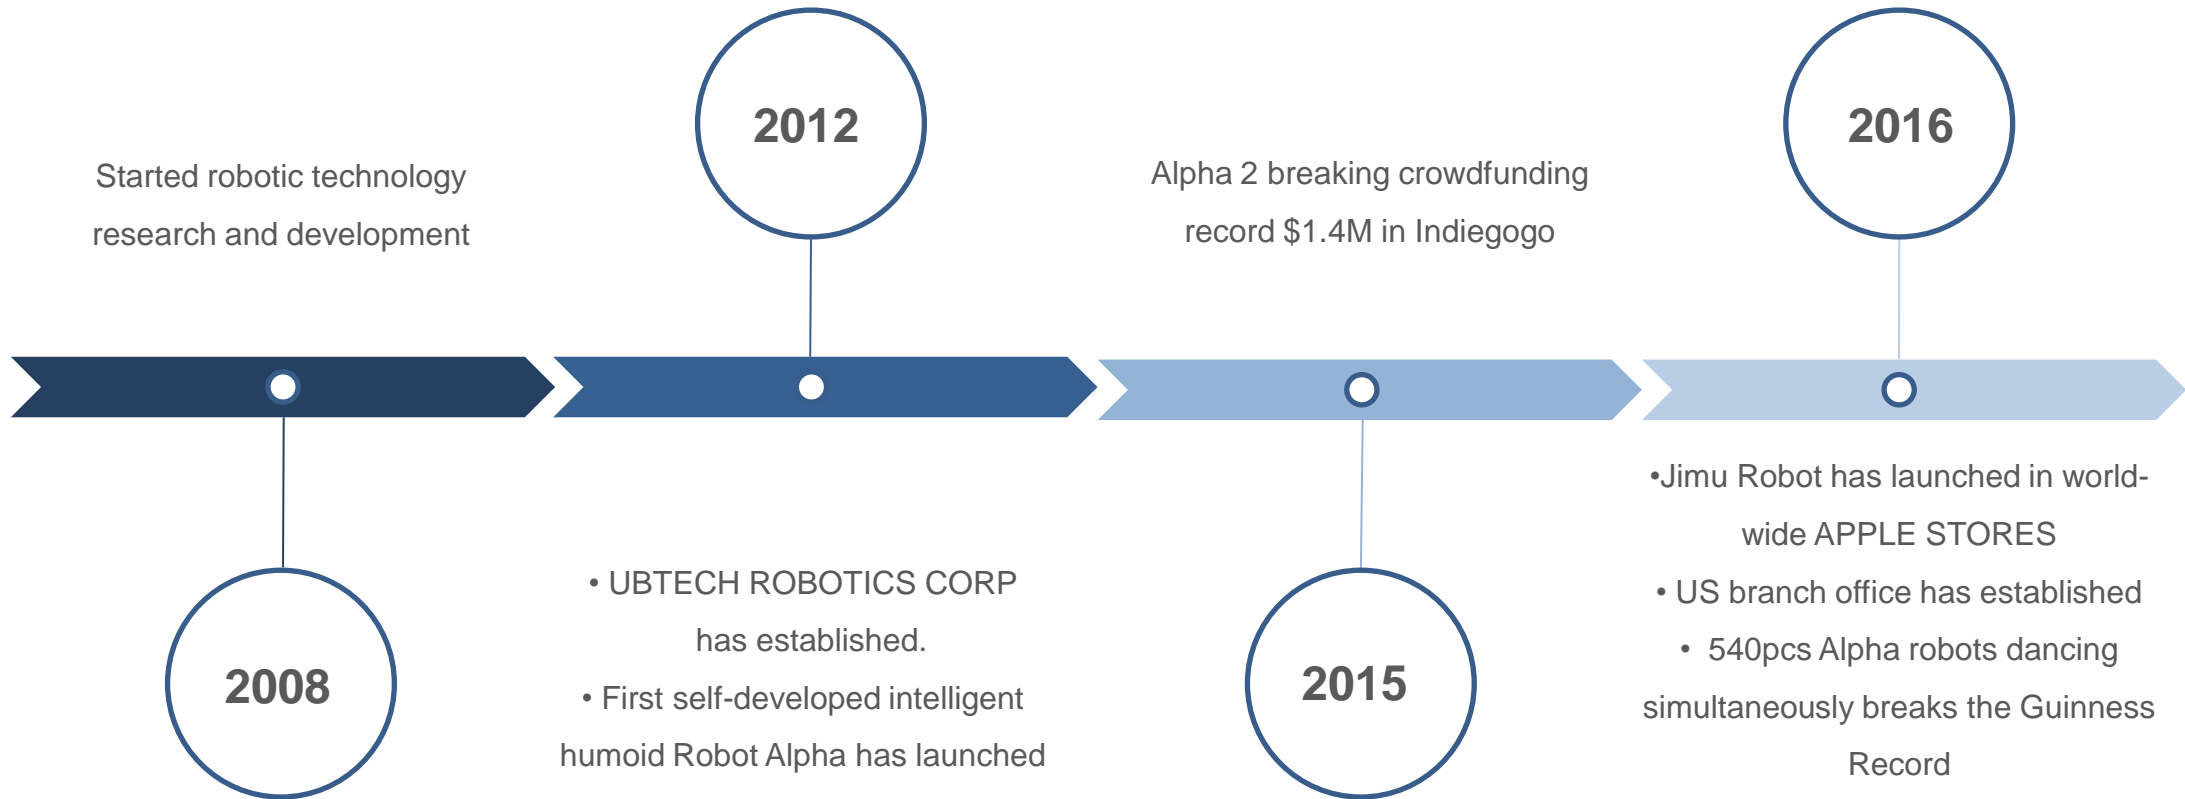 Started robotic technology
research and development
2008
2012
• UBTECH ROBOTICS CORP
has established.
• First self-developed intelligent
humoid Robot Alpha has launched
Alpha 2 breaking crowdfunding
record $1.4M in Indiegogo
2015
2016
•Jimu Robot has launched in world-
wide APPLE STORES
• US branch office has established
• 540pcs Alpha robots dancing
simultaneously breaks the Guinness
Record